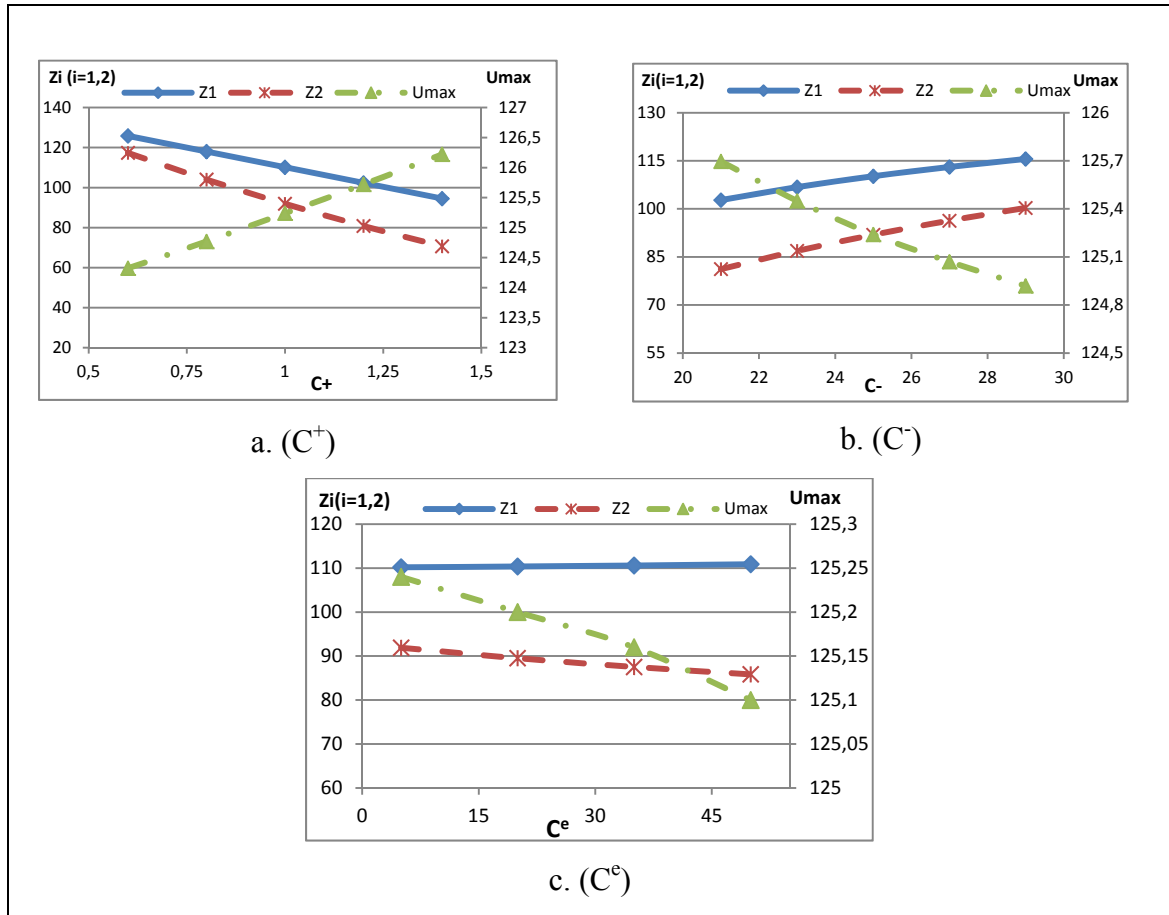 Zi (i=1,2)
Umax
Z1 Z2 Umax
140
120
100
80
60
40
20
127
126,5
126
125,5
125
124,5
124
123,5
123
0,5 0,75 1 1,25 1,5
C+
a. (C+)
Zi(i=1,2)
Umax
Z1 Z2 Umax
130
115
100
85
70
55
126
125,7
125,4
125,1
124,8
124,5
20 22 24 26 28 30
C-
b. (C-)
Zi(i=1,2)
Umax
Z1 Z2 Umax
120
110
100
90
80
70
60
125,3
125,25
125,2
125,15
125,1
125,05
125
0 15 30 45
Ce
c. (Ce)